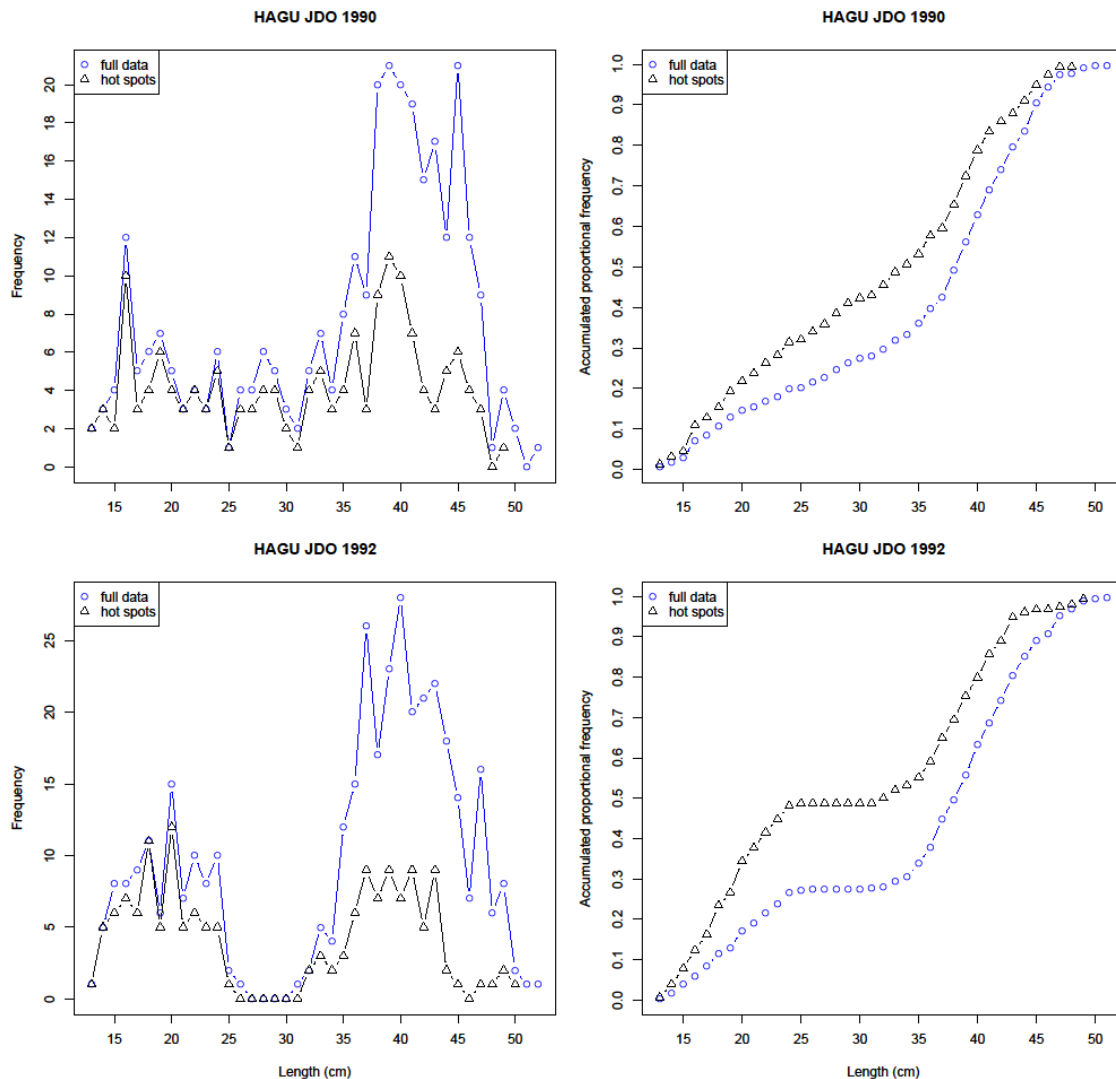 HAGU JDO 1990
full data
hot spots
Frequency
0 2 4 6 8 10 12 14 16 18 20
15 20 25 30 35 40 45 50
HAGU JDO 1990
full data
hot spots
Accumulated proportional frequency
0.0 0.1 0.2 0.3 0.4 0.5 0.6 0.7 0.8 0.9 1.0
15 20 25 30 35 40 45 50
HAGU JDO 1992
full data
hot spots
Frequency
0 5 10 15 20 25
15 20 25 30 35 40 45 50
Length (cm)
HAGU JDO 1992
full data
hot spots
Accumulated proportional frequency
0.0 0.1 0.2 0.3 0.4 0.5 0.6 0.7 0.8 0.9 1.0
15 20 25 30 35 40 45 50
Length (cm)